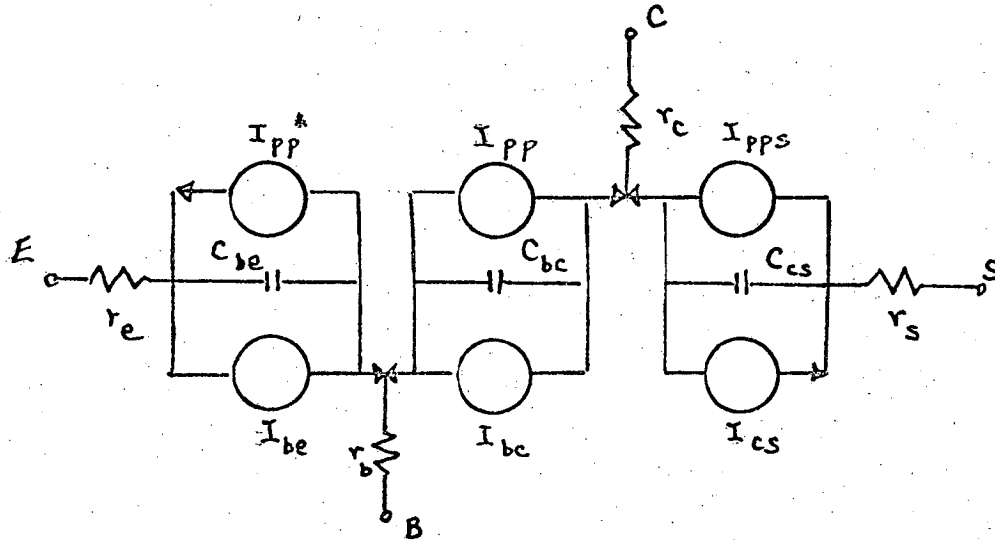 C
r_c
I_pp*
I_pp
I_pps
E
C_be
C_bc
C_cs
S
r_e
r_s
I_be
r_b
I_bc
I_cs
B